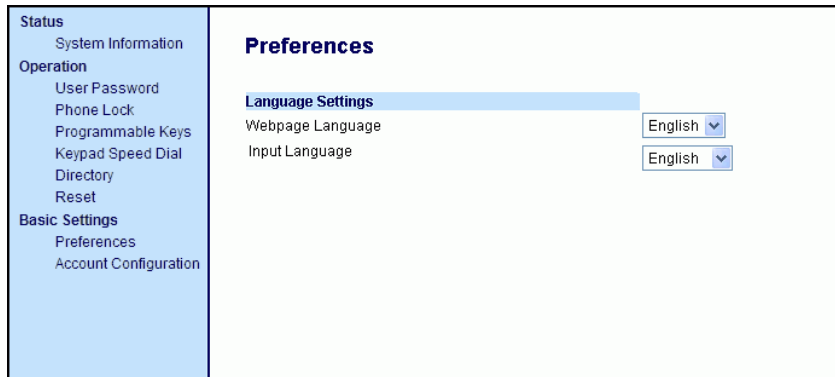 Status
System Information
Operation
User Password
Phone Lock
Programmable Keys
Keypad Speed Dial
Directory
Reset
Basic Settings
Preferences
Account Configuration
Preferences
Language Settings
Webpage Language English
Input Language English